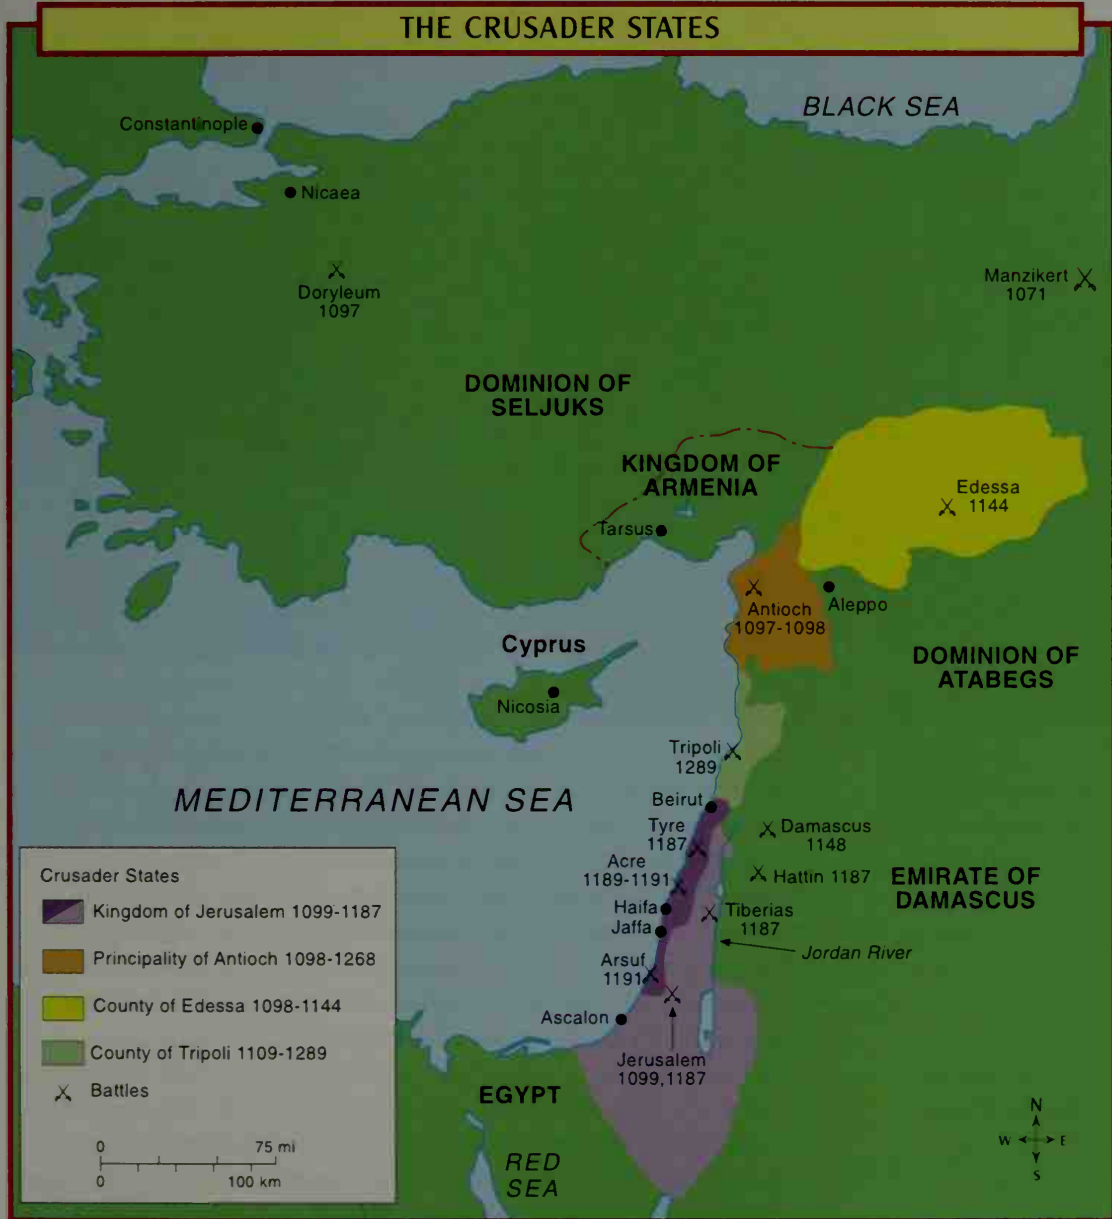 THE CRUSADER STATES
BLACK SEA
Constantinople
Nicaea
Doryleum
1097
Manzikert
1071
DOMINION OF
SELJUKS
KINGDOM OF
ARMENIA
Tarsus
Edessa
1144
Antioch
1097-1098
Aleppo
DOMINION OF
ATABEGS
Cyprus
Nicosia
MEDITERRANEAN SEA
Tripoli
1289
Beirut
Tyre
1187
Damascus
1148
Acre
1189-1191
Hattin 1187
EMIRATE OF
DAMASCUS
Haifa
Tiberias
1187
Jaffa
Jordan River
Arsuf
1191
Ascalon
Jerusalem
1099,1187
EGYPT
RED
SEA
Crusader States
Kingdom of Jerusalem 1099-1187
Principality of Antioch 1098-1268
County of Edessa 1098-1144
County of Tripoli 1109-1289
Battles
0 75 mi
0 100 km
N
W E
S